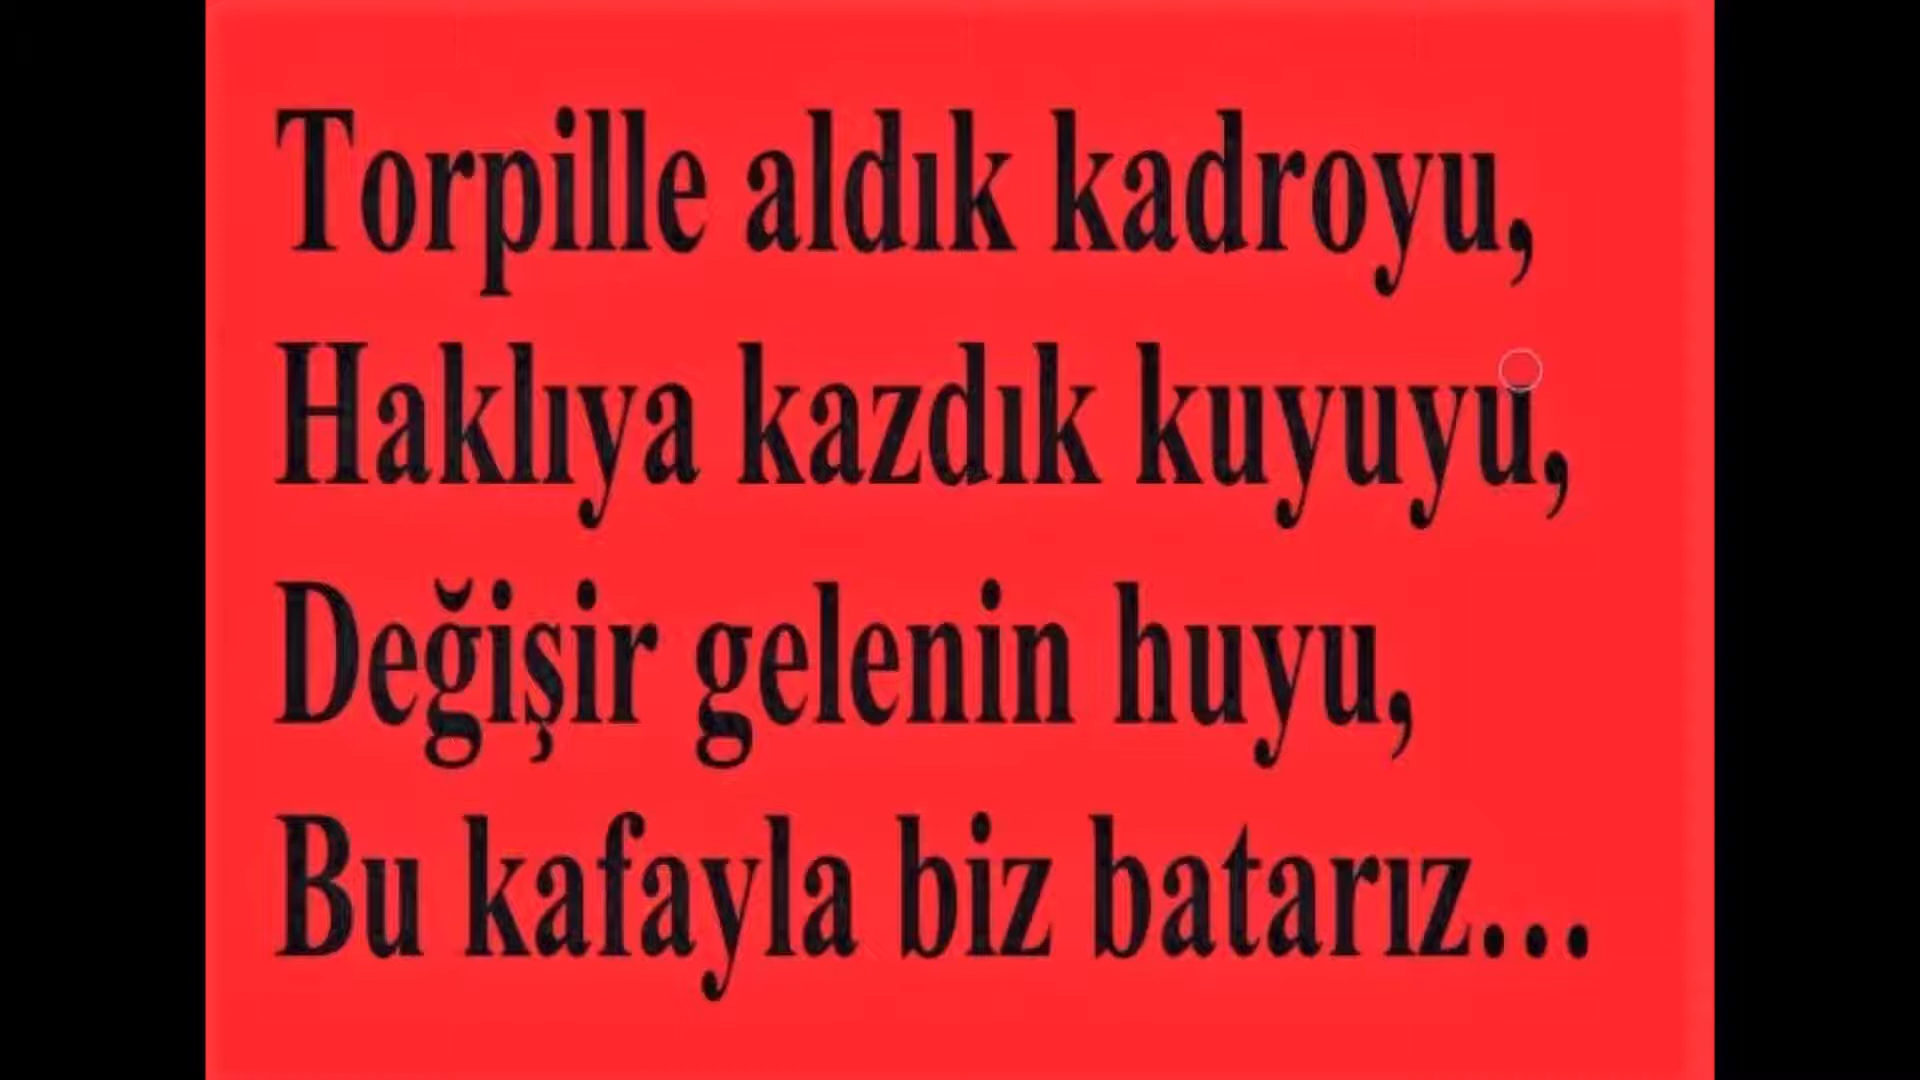 Torpille aldık kadroyu,
Haklıya kazdık kuyuyu,
Değişir gelenin huyu,
Bu kafayla biz batarız...